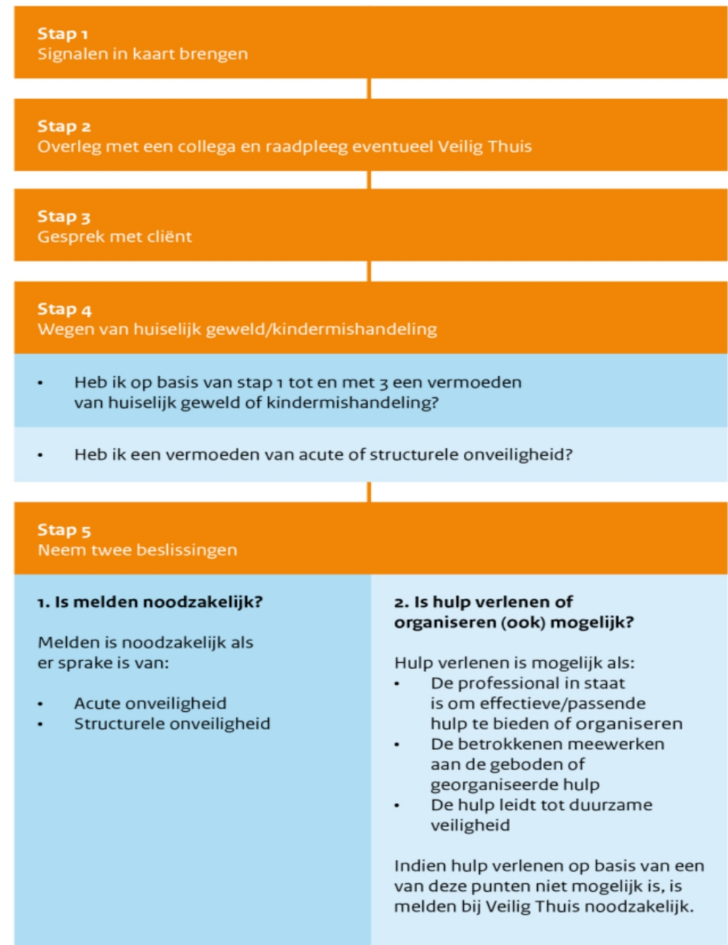 Stap 1
Signalen in kaart brengen
Stap 2
Overleg met een collega en raadpleeg eventueel Veilig Thuis
Stap 3
Gesprek met cliënt
Stap 4
Wegen van huiselijk geweld/kindermishandeling
• Heb ik op basis van stap 1 tot en met 3 een vermoeden
van huiselijk geweld of kindermishandeling?
• Heb ik een vermoeden van acute of structurele onveiligheid?
Stap 5
Neem twee beslissingen
1. Is melden noodzakelijk?
Melden is noodzakelijk als
er sprake is van:
• Acute onveiligheid
• Structurele onveiligheid
2. Is hulp verlenen of
organiseren (ook) mogelijk?
Hulp verlenen is mogelijk als:
• De professional in staat
is om effectieve/passende
hulp te bieden of organiseren
• De betrokkenen meewerken
aan de geboden of
georganiseerde hulp
• De hulp leidt tot duurzame
veiligheid
Indien hulp verlenen op basis van een
van deze punten niet mogelijk is, is
melden bij Veilig Thuis noodzakelijk.